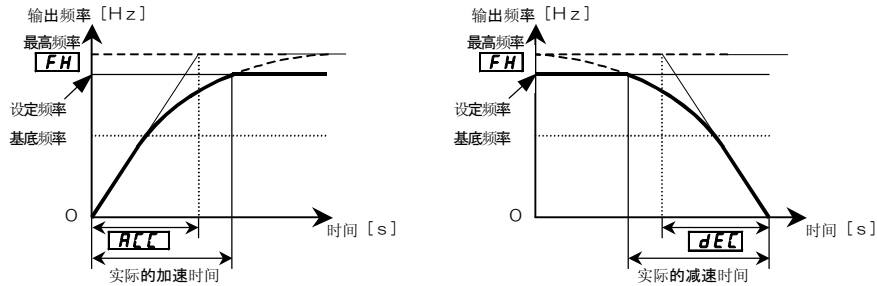 输出频率［Hz］
最高频率
FH
设定频率
基底频率
0
时间［s］
ACC
实际的加速时间
输出频率［Hz］
最高频率
FH
设定频率
基底频率
0
时间［s］
dEC
实际的减速时间